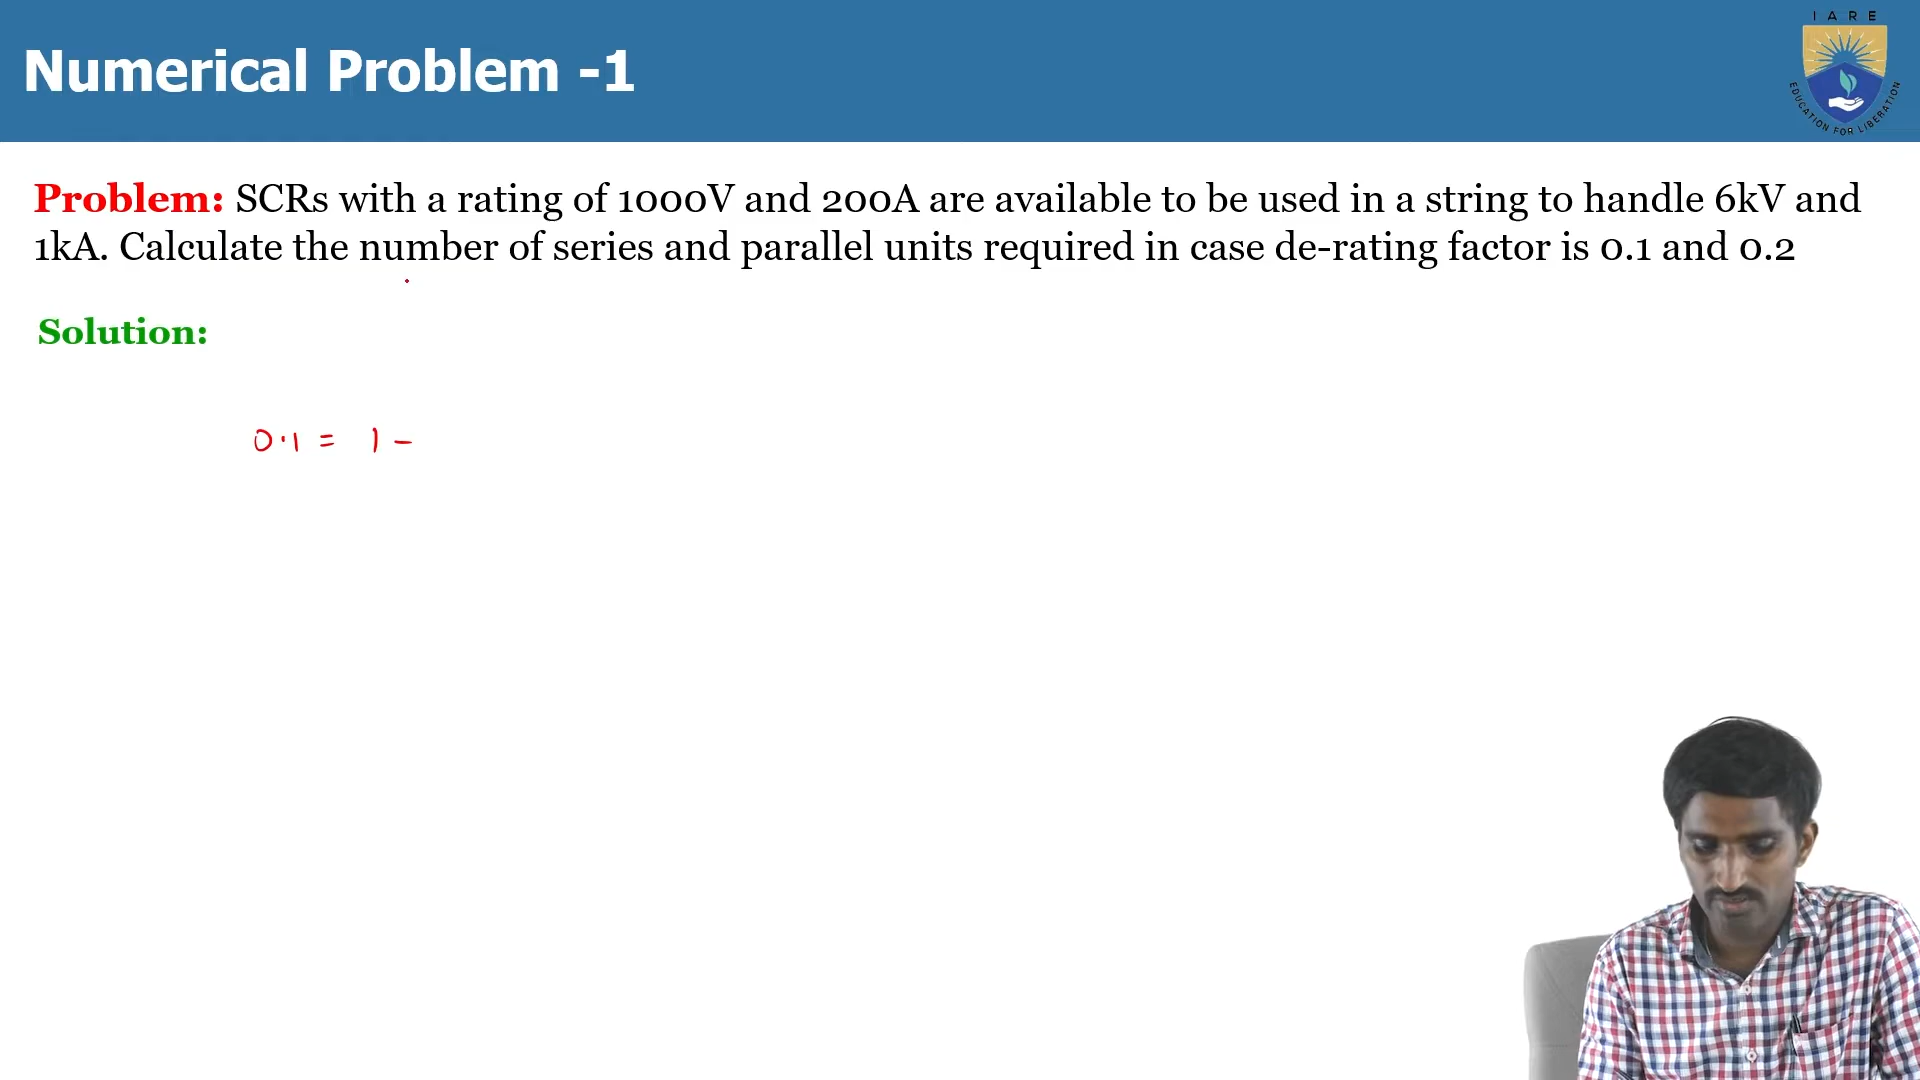 IARE
Numerical Problem -1
EDUCATION FOR LIBERATION
Problem: SCRs with a rating of 1000V and 200A are available to be used in a string to handle 6kV and
1kA. Calculate the number of series and parallel units required in case de-rating factor is 0.1 and 0.2
Solution:
0.1 = 1 -